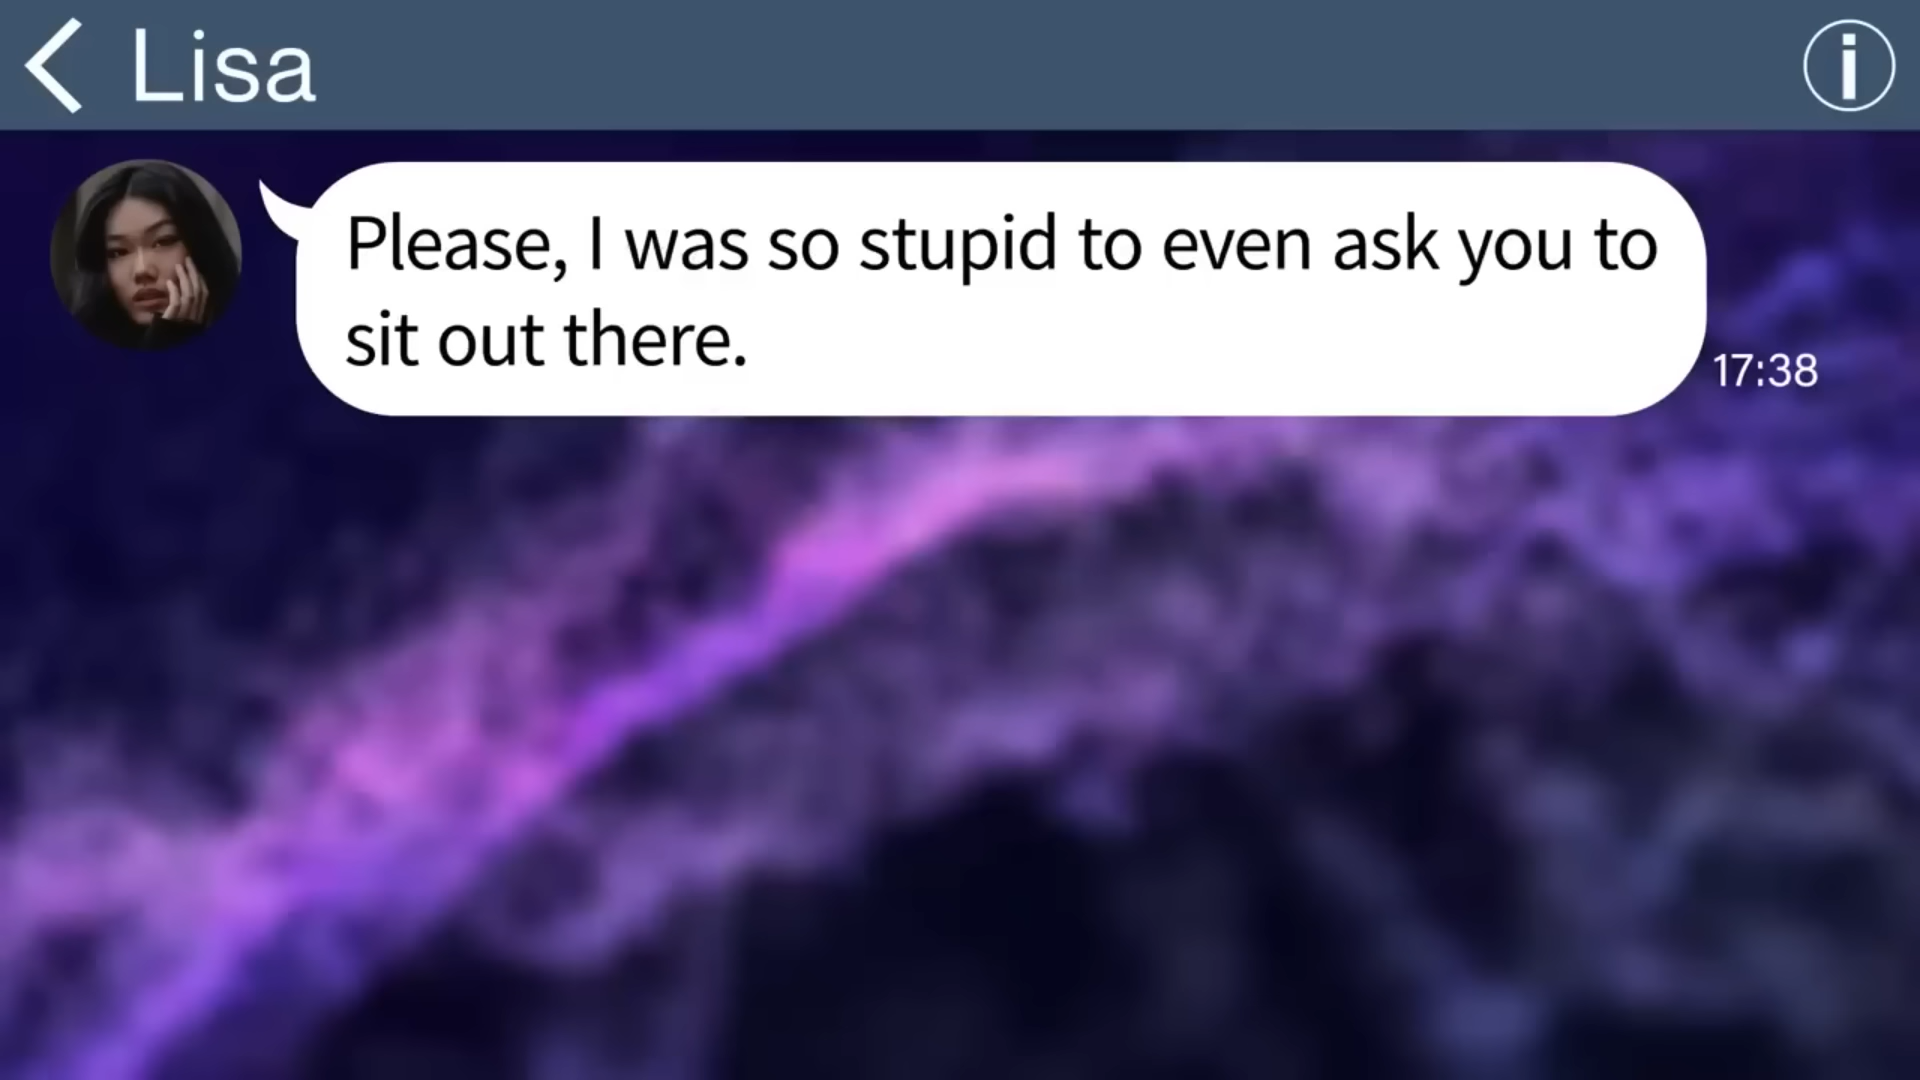 Lisa
Please, I was so stupid to even ask you to
sit out there.
17:38